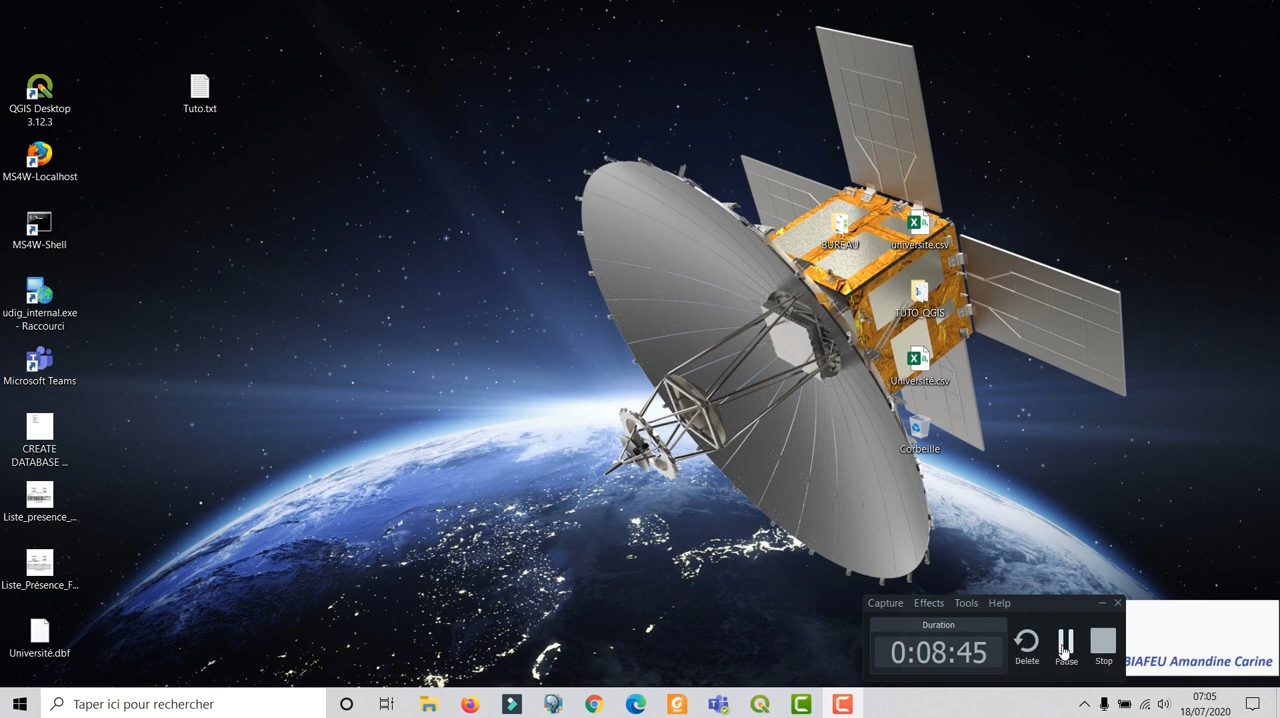 QGIS Desktop
3.12.3
Tuto.txt
MS4W-Localhost
MS4W-Shell
udig_internal.exe
- Raccourci
Microsoft Teams
CREATE
DATABASE ...
Liste_presence_...
Liste_Présence_F...
Université.dbf
BUREAU
universite.csv
TUTO_QGIS
Universite.csv
Corbeille
Capture Effects Tools Help
Duration
0:08:45
Delete
Pause
Stop
BIAFEU Amandine Carine
Taper ici pour rechercher
07:05
18/07/2020